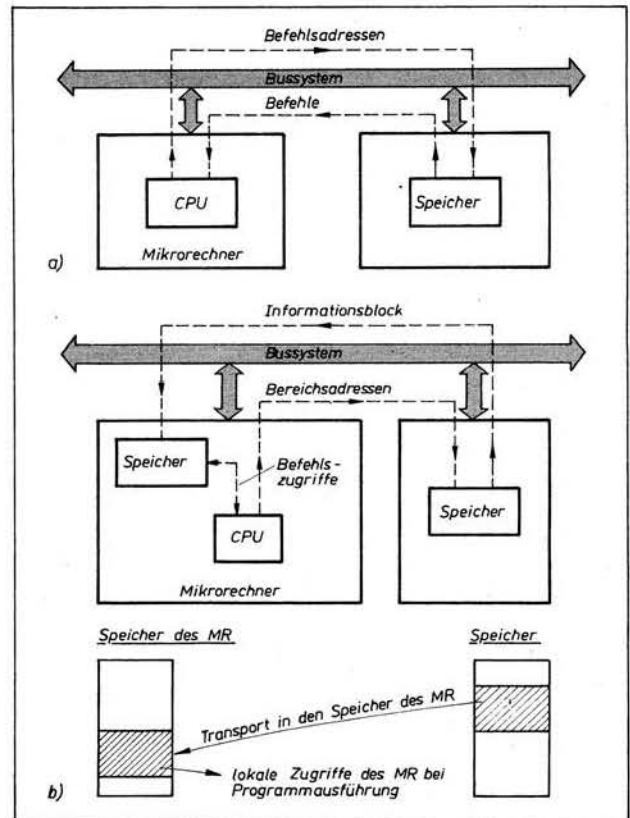 Befehlsadressen
Bussystem
Befehle
CPU
Speicher
Mikrorechner
a)
Informationsblock
Bussystem
Bereichsadressen
Speicher
Befehls-
zugriffe
Speicher
CPU
Mikrorechner
Speicher des MR
Speicher
Transport in den Speicher des MR
lokale Zugriffe des MR bei
Programmausführung
b)